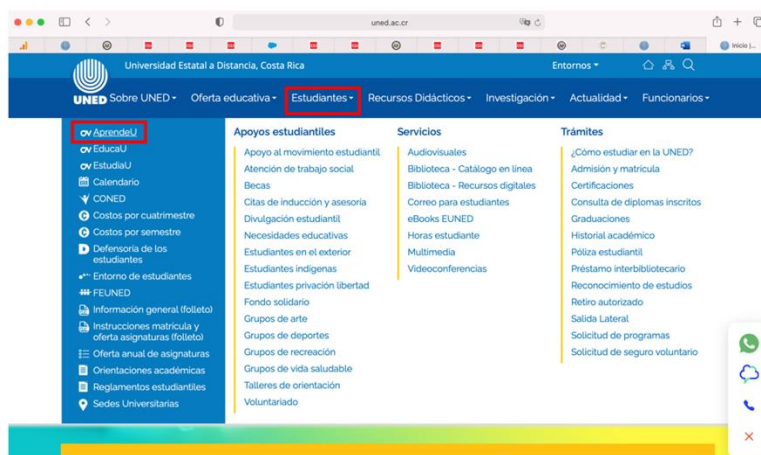 uned.ac.cr
Inicio |...
Universidad Estatal a Distancia, Costa Rica
Entornos
UNED
Sobre UNED
Oferta educativa
Estudiantes
Recursos Didácticos
Investigación
Actualidad
Funcionarios
AprendeU
EducaU
EstudiaU
Calendario
CONED
Costos por cuatrimestre
Costos por semestre
Defensoría de los
estudiantes
Entorno de estudiantes
FEUNED
Información general (folleto)
Instrucciones matrícula y
oferta asignaturas (folleto)
Oferta anual de asignaturas
Orientaciones académicas
Reglamentos estudiantiles
Sedes Universitarias
Apoyos estudiantiles
Apoyo al movimiento estudiantil
Atención de trabajo social
Becas
Citas de inducción y asesoría
Divulgación estudiantil
Necesidades educativas
Estudiantes en el exterior
Estudiantes indígenas
Estudiantes privación libertad
Fondo solidario
Grupos de arte
Grupos de deportes
Grupos de recreación
Grupos de vida saludable
Talleres de orientación
Voluntariado
Servicios
Audiovisuales
Biblioteca - Catálogo en línea
Biblioteca - Recursos digitales
Correo para estudiantes
eBooks EUNED
Horas estudiante
Multimedia
Videoconferencias
Trámites
¿Cómo estudiar en la UNED?
Admisión y matrícula
Certificaciones
Consulta de diplomas inscritos
Graduaciones
Historial académico
Póliza estudiantil
Préstamo interbibliotecario
Reconocimiento de estudios
Retiro autorizado
Salida Lateral
Solicitud de programas
Solicitud de seguro voluntario